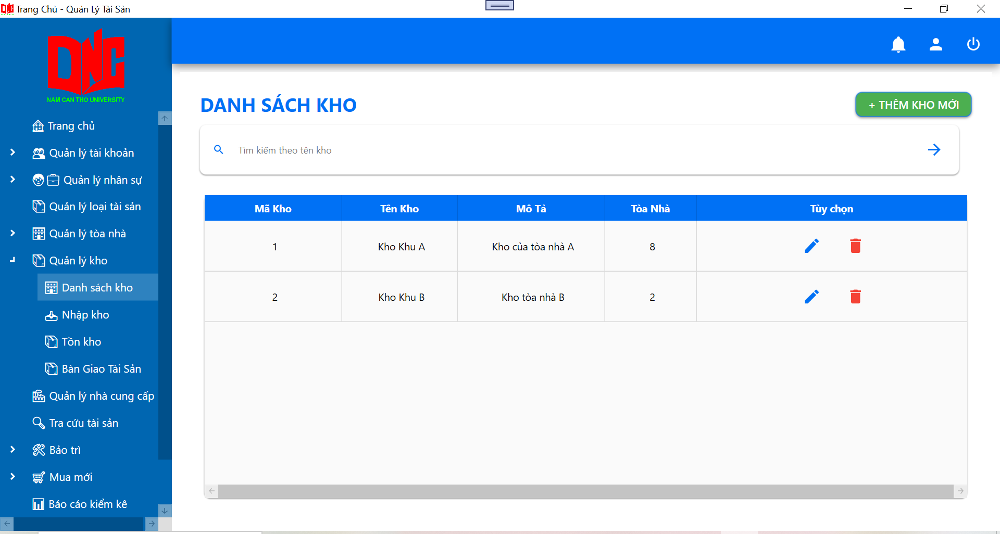 Trang Chủ - Quản Lý Tài Sản
DNC
NAM CAN THO UNIVERSITY
Trang chủ
Quản lý tài khoản
Quản lý nhân sự
Quản lý loại tài sản
Quản lý tòa nhà
Quản lý kho
Danh sách kho
Nhập kho
Tồn kho
Bàn Giao Tài Sản
Quản lý nhà cung cấp
Tra cứu tài sản
Bảo trì
Mua mới
Báo cáo kiểm kê
DANH SÁCH KHO
+ THÊM KHO MỚI
Tìm kiếm theo tên kho
Mã Kho Tên Kho Mô Tả Tòa Nhà Tùy chọn
1 Kho Khu A Kho của tòa nhà A 8
2 Kho Khu B Kho tòa nhà B 2